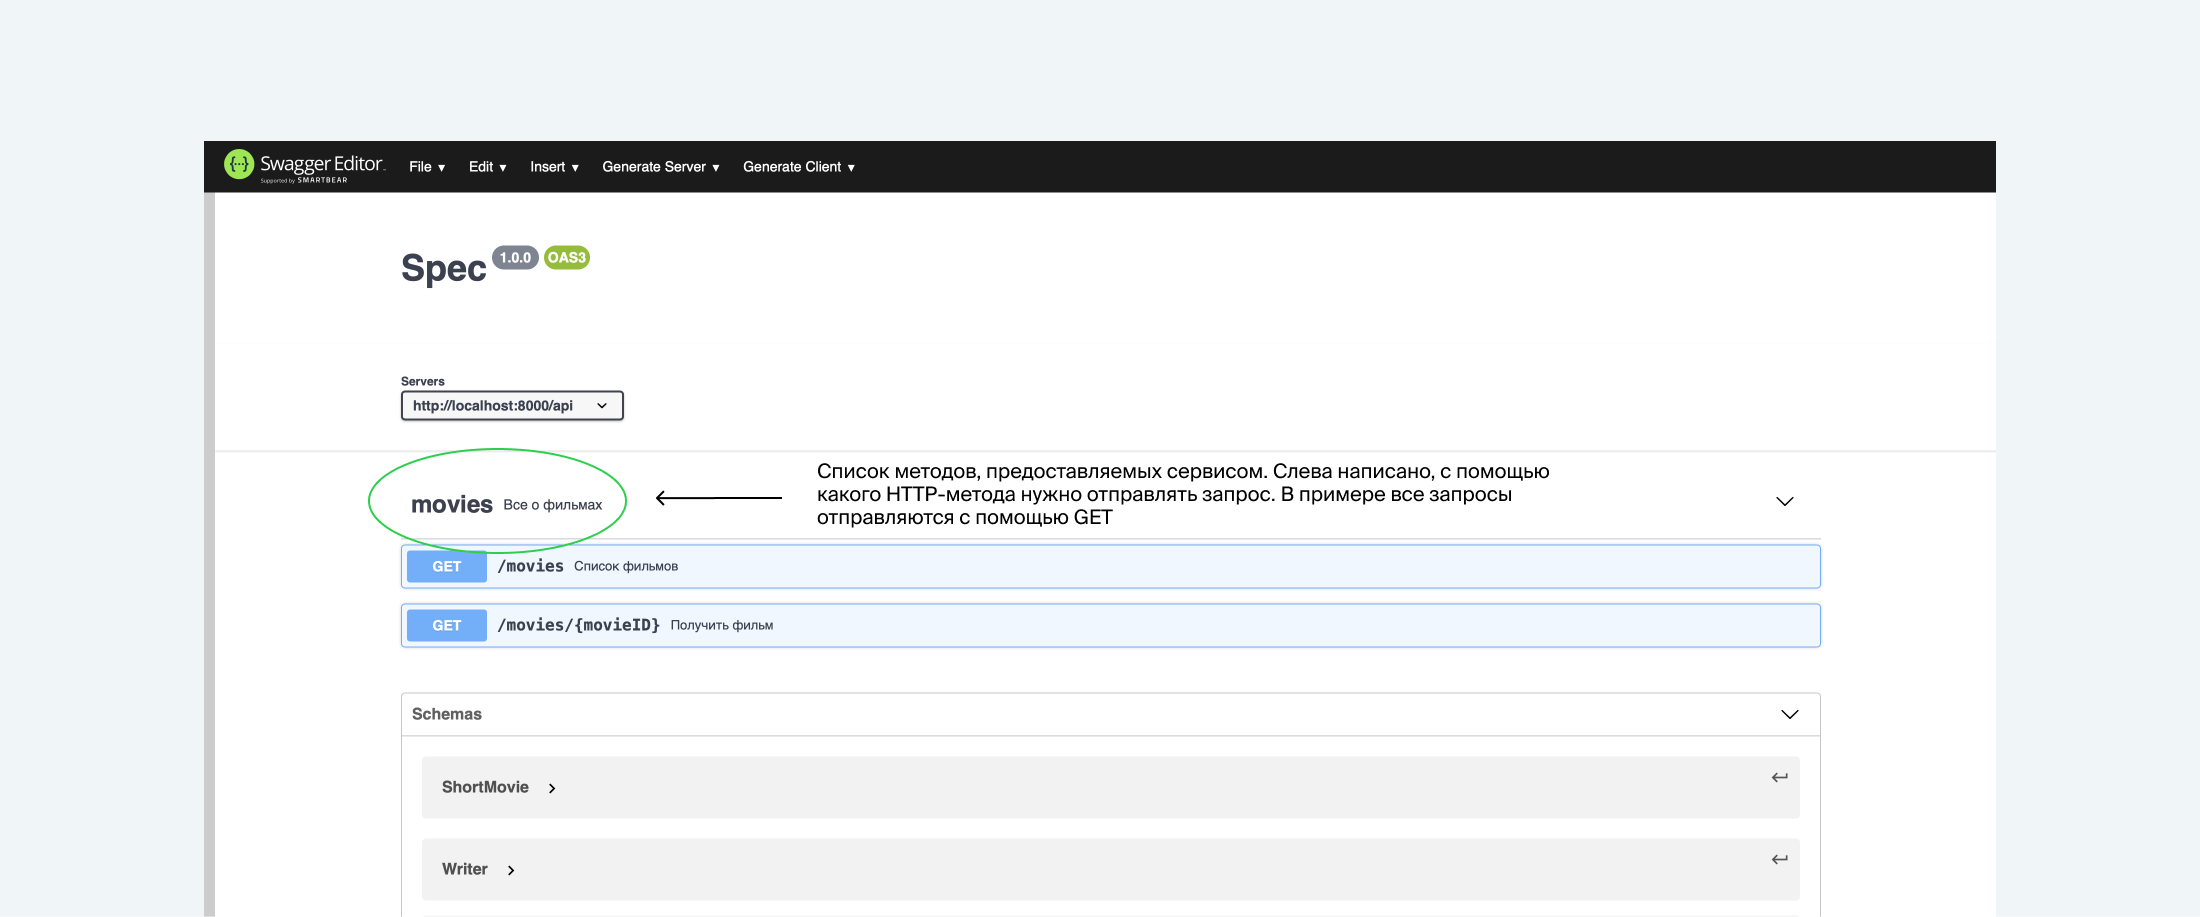 Swagger Editor
Supported by SMARTBEAR
File ▼ Edit ▼ Insert ▼ Generate Server ▼ Generate Client ▼
Spec 1.0.0 OAS3
Servers
http://localhost:8000/api
movies Все о фильмах
Список методов, предоставляемых сервисом. Слева написано, с помощью
какого HTTP-метода нужно отправлять запрос. В примере все запросы
отправляются с помощью GET
GET /movies Список фильмов
GET /movies/{movieID} Получить фильм
Schemas
ShortMovie
Writer